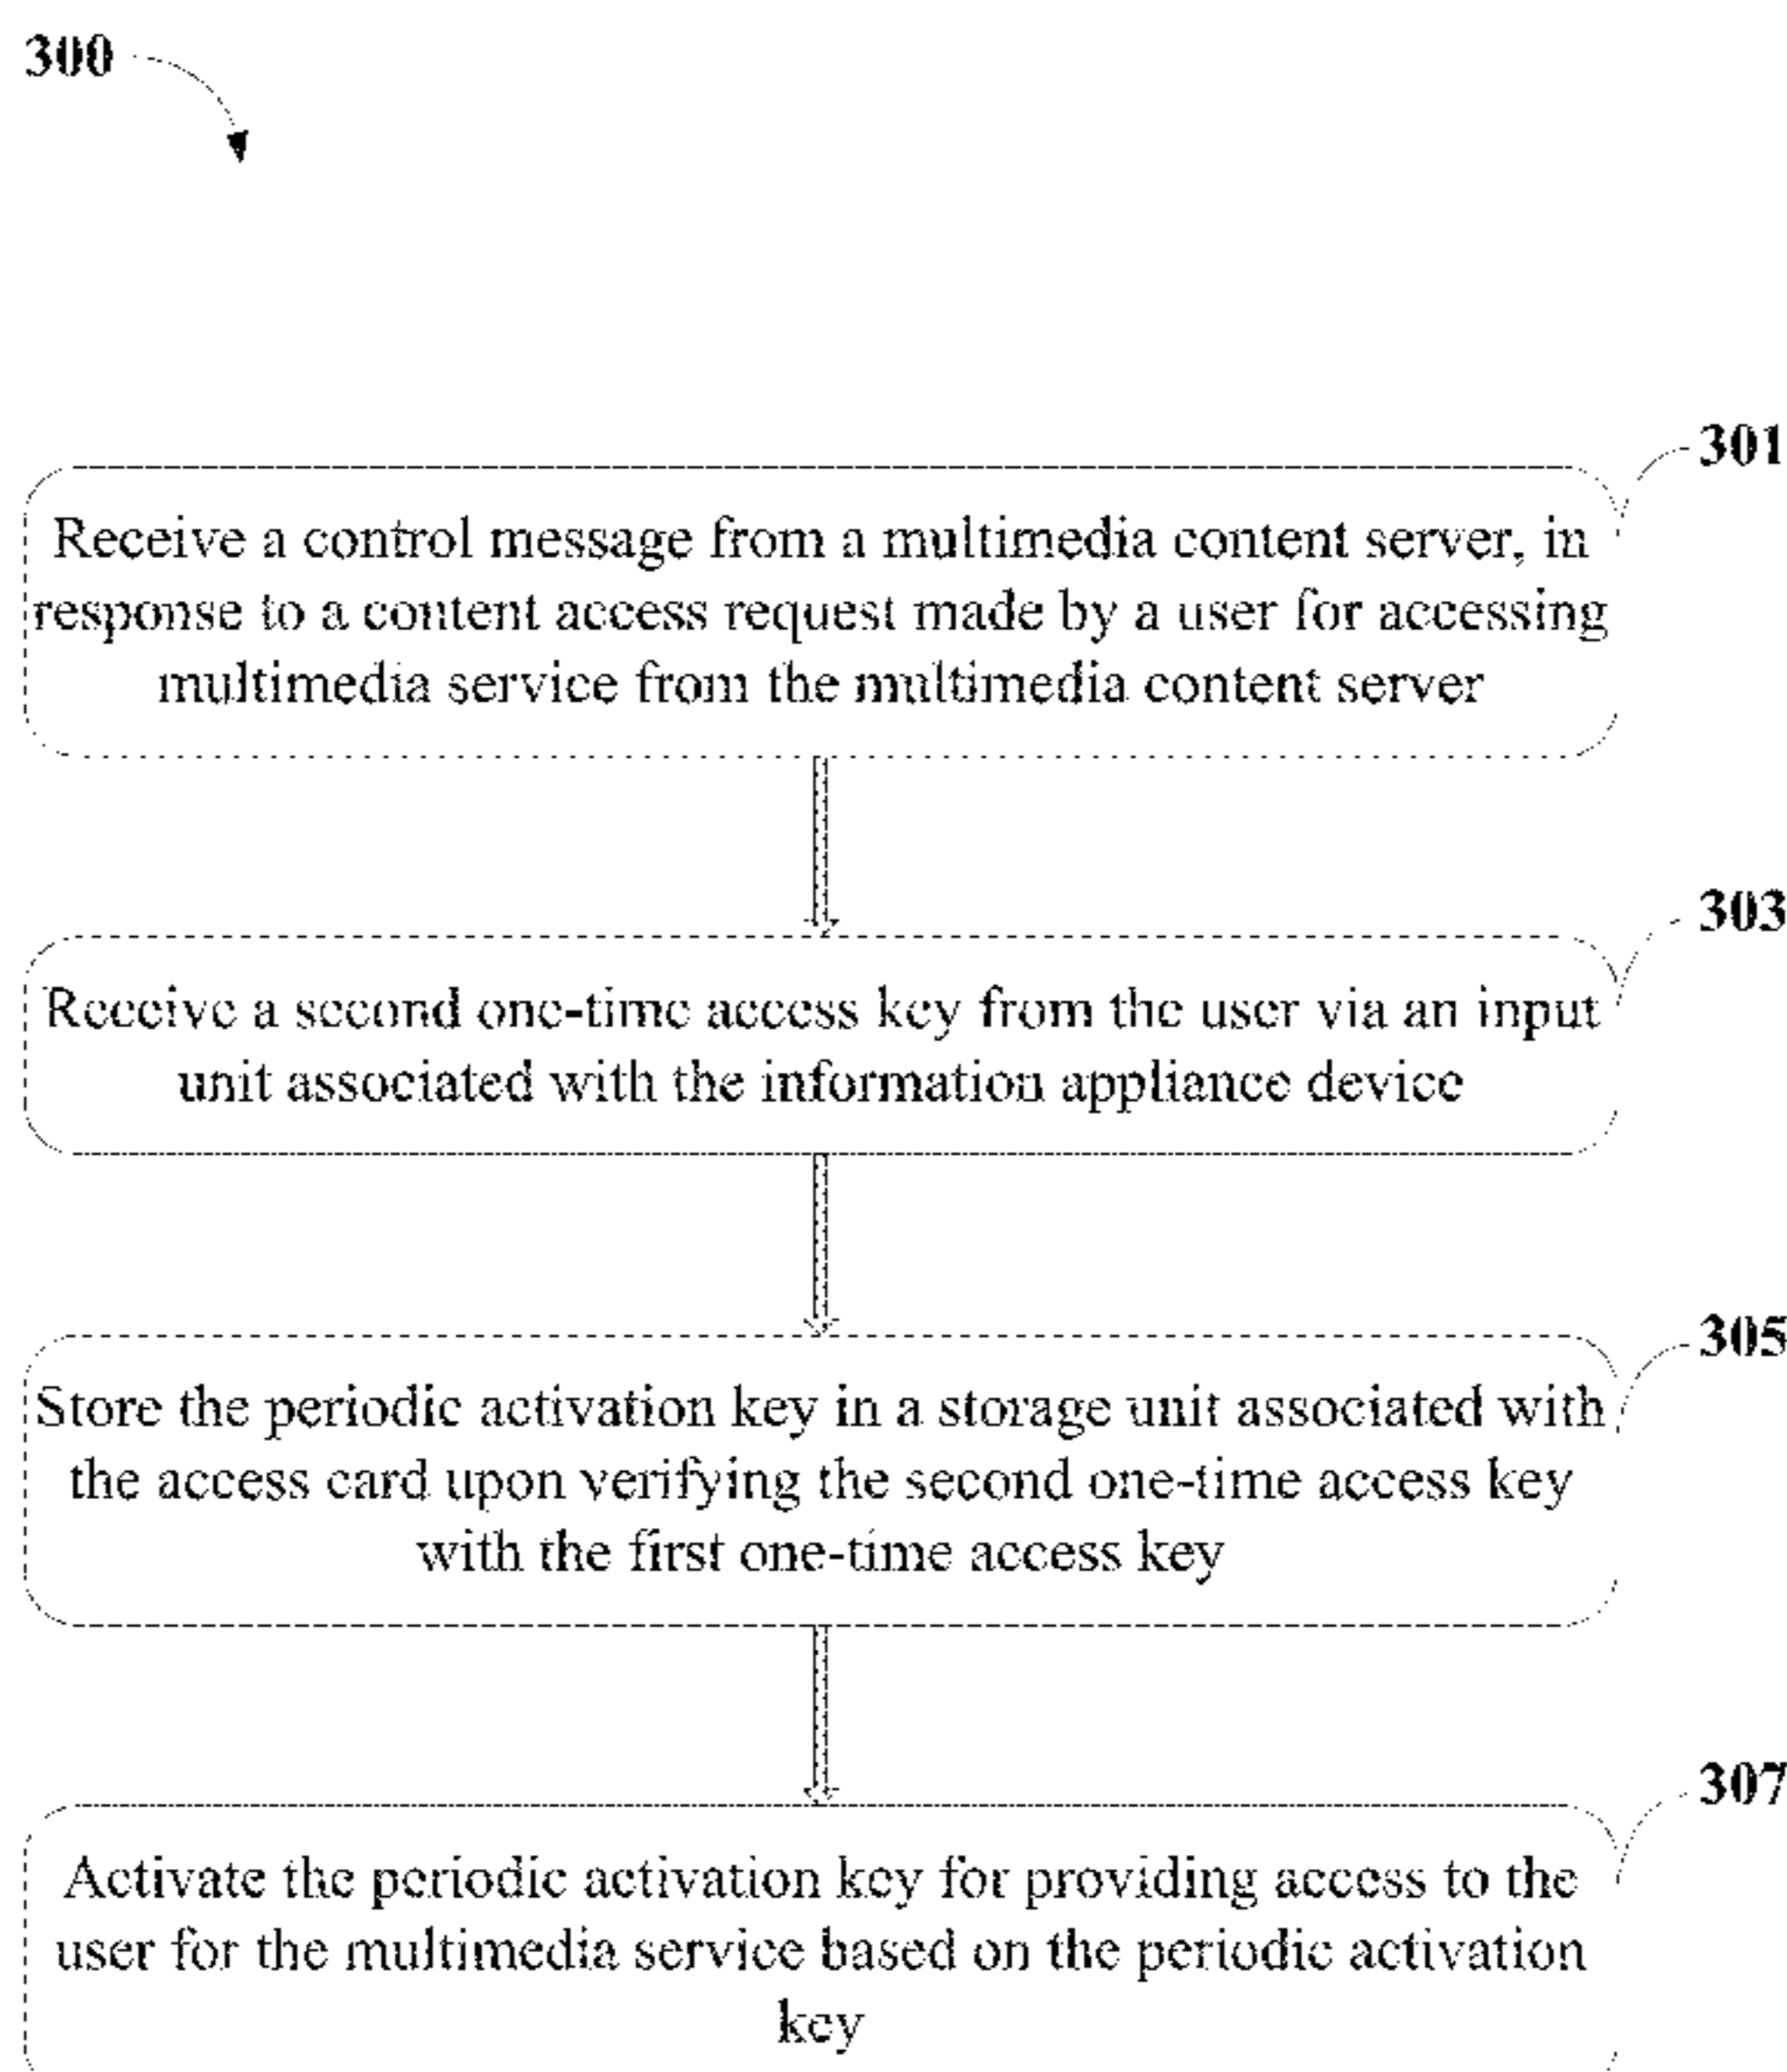 300
301
Receive a control message from a multimedia content server, in
response to a content access request made by a user for accessing
multimedia service from the multimedia content server
303
Receive a second one-time access key from the user via an input
unit associated with the information appliance device
305
Store the periodic activation key in a storage unit associated with
the access card upon verifying the second one-time access key
with the first one-time access key
307
Activate the periodic activation key for providing access to the
user for the multimedia service based on the periodic activation
key